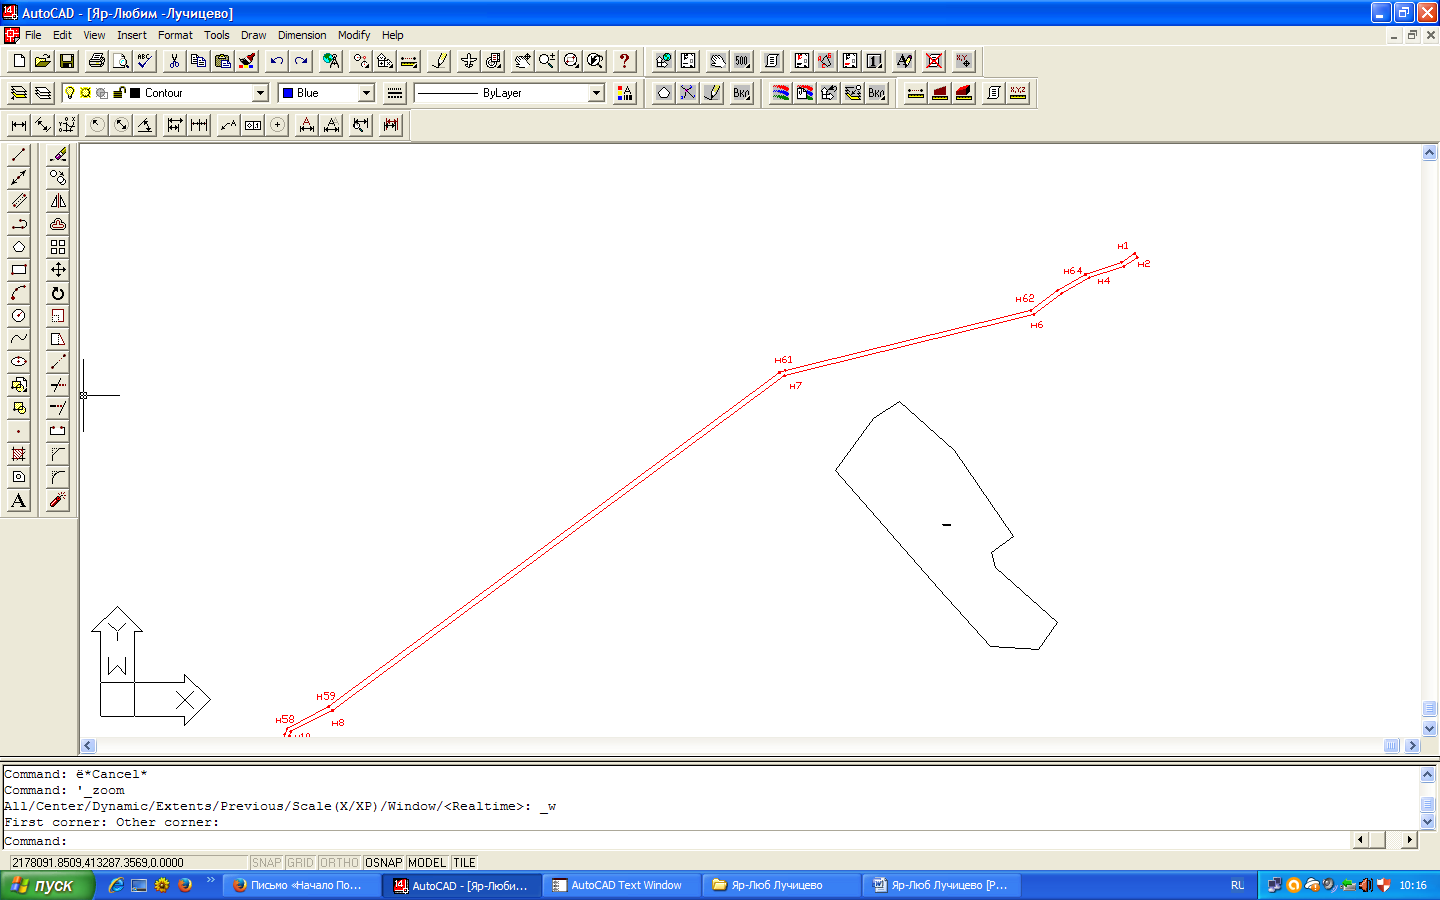 AutoCAD - [Яр-Любим -Лучицево]
File Edit View Insert Format Tools Draw Dimension Modify Help
Contour Blue ByLayer
н1
н2
н64
н4
н62
н6
н61
н7
н59
н58
н8
н10
Y
W
X
Command: ё*Cancel*
Command: '_zoom
All/Center/Dynamic/Extents/Previous/Scale(X/XP)/Window/<Realtime>: _w
First corner: Other corner:
Command:
2178091.8509,413287.3569,0.0000 SNAP GRID ORTHO OSNAP MODEL TILE
пуск Письмо «Начало По... AutoCAD - [Яр-Люби... AutoCAD Text Window Яр-Люб Лучицево Яр-Люб Лучицево [Р... RU 10:16